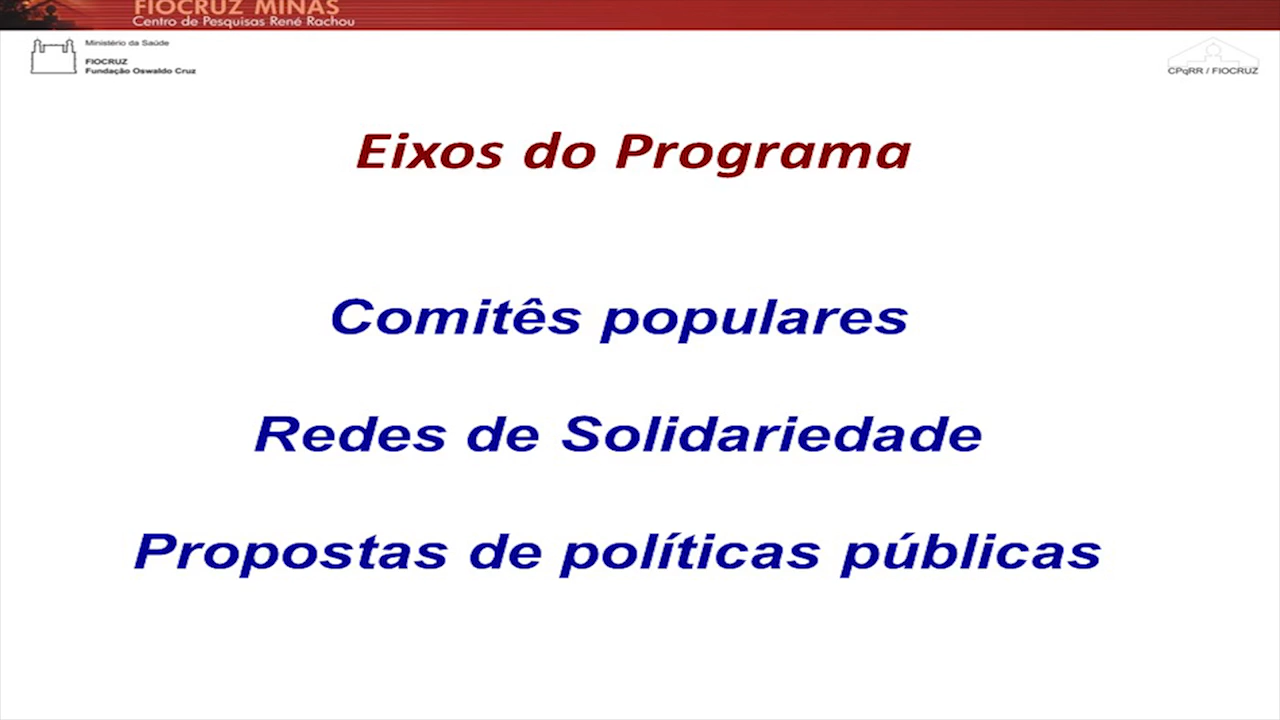 FIOCRUZ MINAS
Centro de Pesquisas René Rachou
Ministério da Saúde
FIOCRUZ
Fundação Oswaldo Cruz
CPqRR / FIOCRUZ
Eixos do Programa
Comitês populares
Redes de Solidariedade
Propostas de políticas públicas